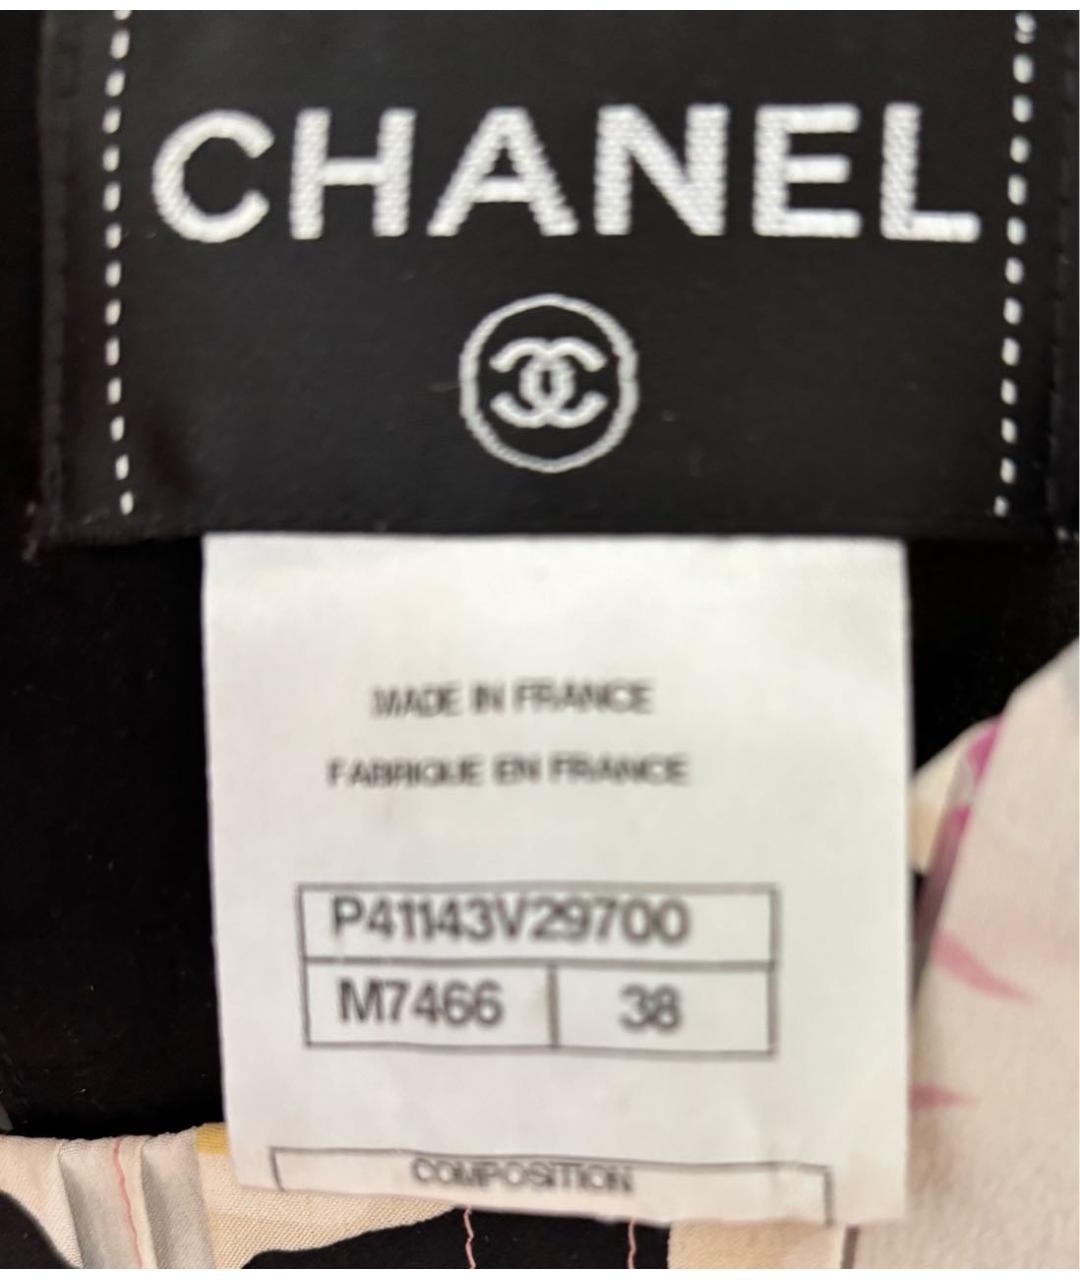 CHANEL
MADE IN FRANCE
FABRIQUE EN FRANCE
P41143V29700
M7466 38
COMPOSITION